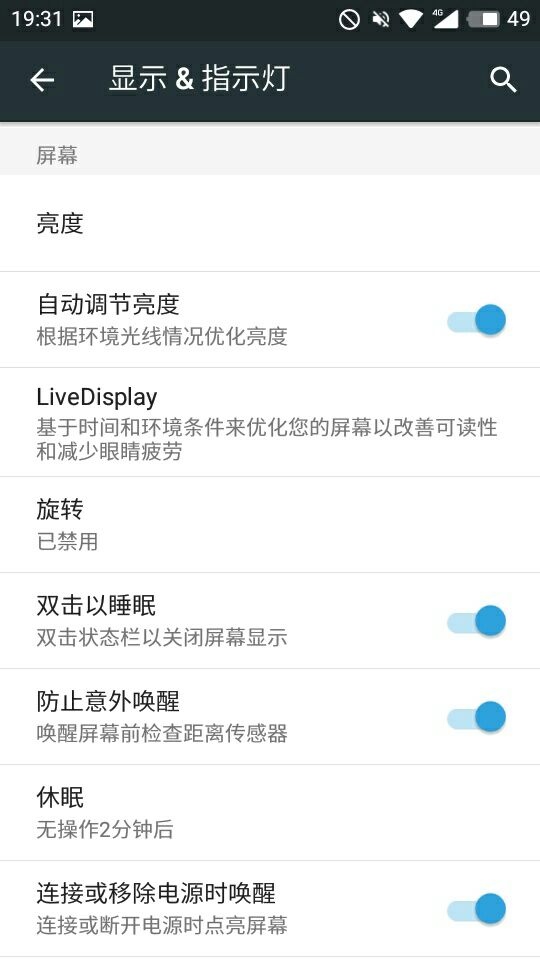 19:31
4G
49
显示 & 指示灯
屏幕
亮度
自动调节亮度
根据环境光线情况优化亮度
LiveDisplay
基于时间和环境条件来优化您的屏幕以改善可读性
和减少眼睛疲劳
旋转
已禁用
双击以睡眠
双击状态栏以关闭屏幕显示
防止意外唤醒
唤醒屏幕前检查距离传感器
休眠
无操作2分钟后
连接或移除电源时唤醒
连接或断开电源时点亮屏幕